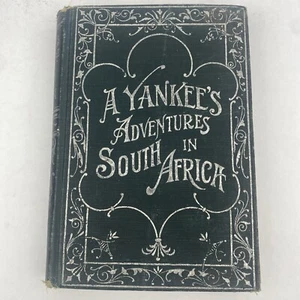 A YANKEE'S
ADVENTURES
IN
SOUTH AFRICA